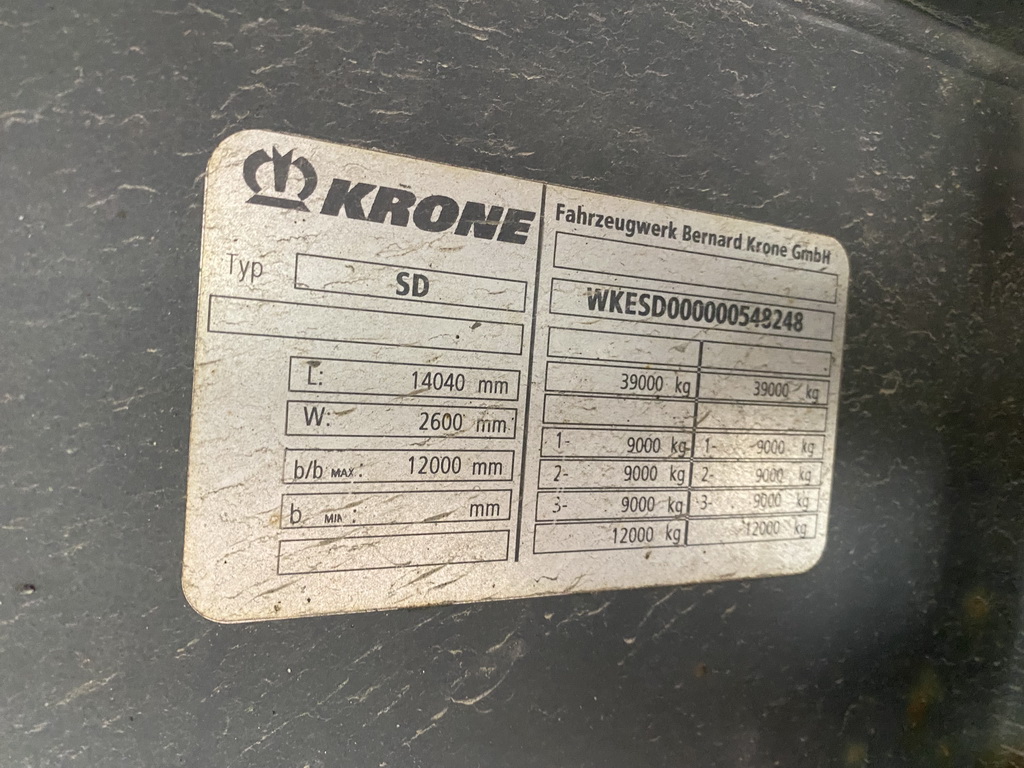 KRONE
Typ SD
L: 14040 mm
W: 2600 mm
b/b MAX: 12000 mm
b MIN: mm
Fahrzeugwerk Bernard Krone GmbH
WKESD000000548248
39000 kg 39000 kg
1- 9000 kg 1- 9000 kg
2- 9000 kg 2- 9000 kg
3- 9000 kg 3- 9000 kg
12000 kg 12000 kg